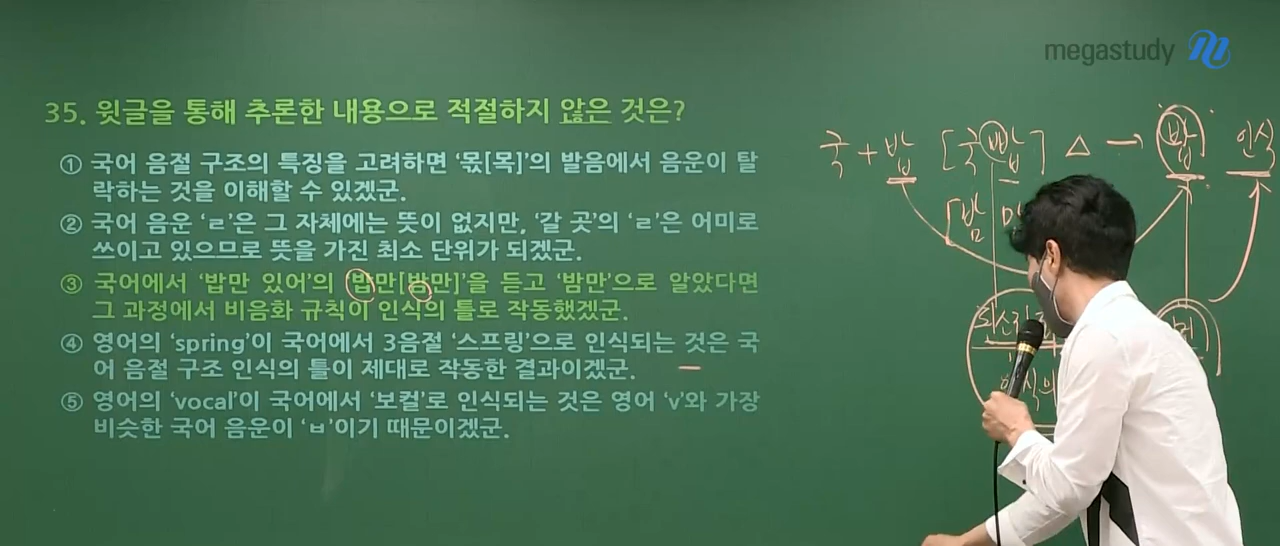 megastudy
35. 윗글을 통해 추론한 내용으로 적절하지 않은 것은?
① 국어 음절 구조의 특징을 고려하면 ‘몫[목]’의 발음에서 음운이 탈
락하는 것을 이해할 수 있겠군.
② 국어 음운 ‘ㄹ’은 그 자체에는 뜻이 없지만, ‘갈 곳’의 ‘ㄹ’은 어미로
쓰이고 있으므로 뜻을 가진 최소 단위가 되겠군.
③ 국어에서 ‘밥만 있어’의 ‘밥만[밤만]’을 듣고 ‘밤만’으로 알았다면
그 과정에서 비음화 규칙이 인식의 틀로 작동했겠군.
④ 영어의 ‘spring’이 국어에서 3음절 ‘스프링’으로 인식되는 것은 국
어 음절 구조 인식의 틀이 제대로 작동한 결과이겠군.
⑤ 영어의 ‘vocal’이 국어에서 ‘보컬’로 인식되는 것은 영어 ‘v’와 가장
비슷한 국어 음운이 ‘ㅂ’이기 때문이겠군.
국+밥 [국빱] △ → 밥 인식
[밤